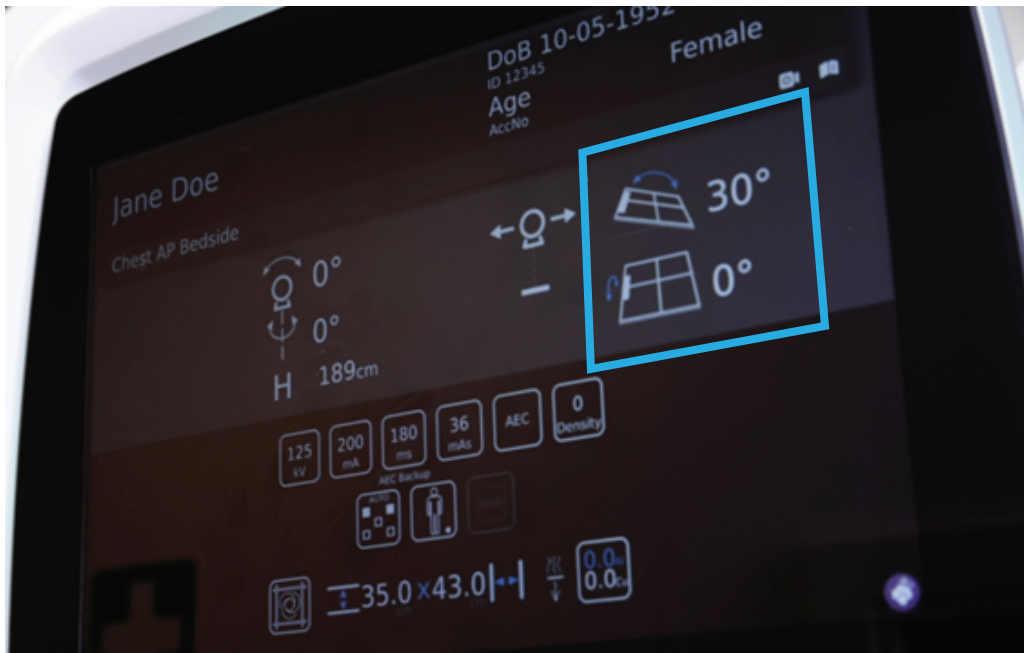 DoB 10-05-1952
ID 12345
Female
Age
AccNo
Jane Doe
Chest AP Bedside
30°
0°
0°
0°
H 189cm
125 kV
200 mA
180 ms
36 mAs
AEC
0 Density
AEC Backup
AUTO
35.0 x 43.0
cm
0.0
0.0Cu